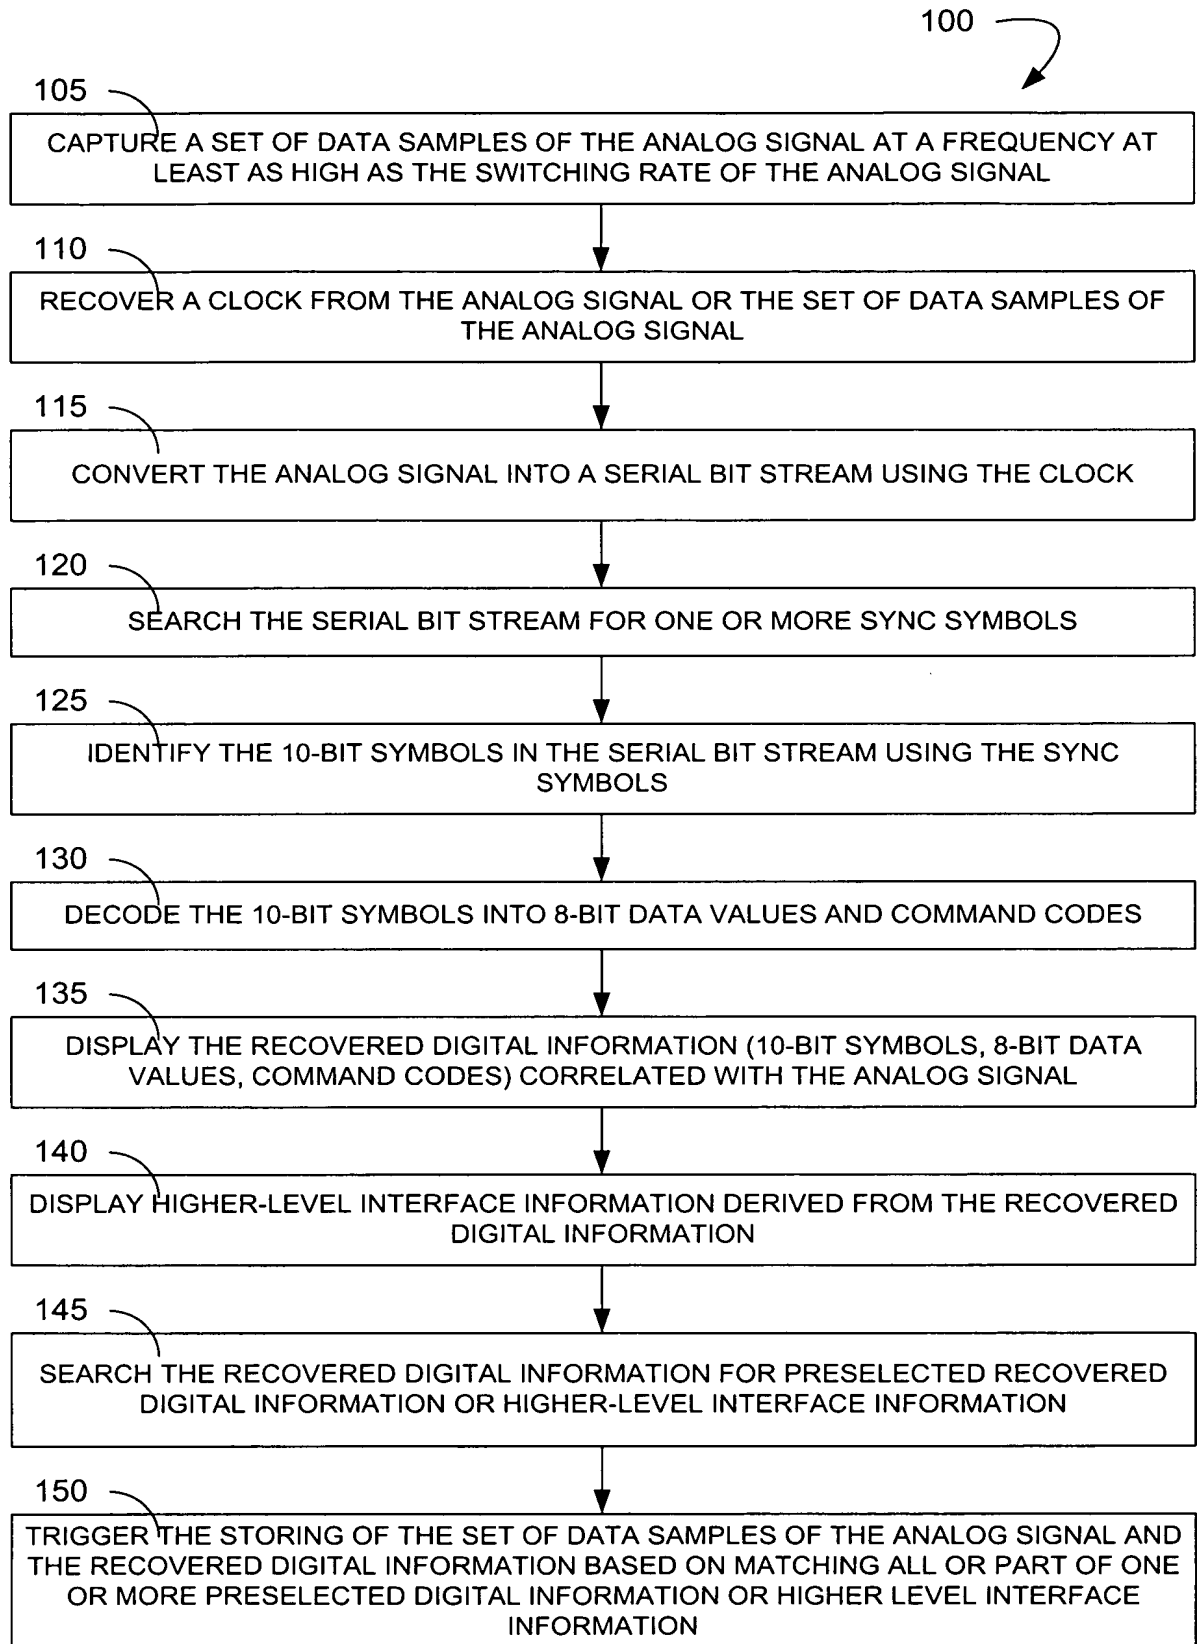 100
105
CAPTURE A SET OF DATA SAMPLES OF THE ANALOG SIGNAL AT A FREQUENCY AT
LEAST AS HIGH AS THE SWITCHING RATE OF THE ANALOG SIGNAL
110
RECOVER A CLOCK FROM THE ANALOG SIGNAL OR THE SET OF DATA SAMPLES OF
THE ANALOG SIGNAL
115
CONVERT THE ANALOG SIGNAL INTO A SERIAL BIT STREAM USING THE CLOCK
120
SEARCH THE SERIAL BIT STREAM FOR ONE OR MORE SYNC SYMBOLS
125
IDENTIFY THE 10-BIT SYMBOLS IN THE SERIAL BIT STREAM USING THE SYNC
SYMBOLS
130
DECODE THE 10-BIT SYMBOLS INTO 8-BIT DATA VALUES AND COMMAND CODES
135
DISPLAY THE RECOVERED DIGITAL INFORMATION (10-BIT SYMBOLS, 8-BIT DATA
VALUES, COMMAND CODES) CORRELATED WITH THE ANALOG SIGNAL
140
DISPLAY HIGHER-LEVEL INTERFACE INFORMATION DERIVED FROM THE RECOVERED
DIGITAL INFORMATION
145
SEARCH THE RECOVERED DIGITAL INFORMATION FOR PRESELECTED RECOVERED
DIGITAL INFORMATION OR HIGHER-LEVEL INTERFACE INFORMATION
150
TRIGGER THE STORING OF THE SET OF DATA SAMPLES OF THE ANALOG SIGNAL AND
THE RECOVERED DIGITAL INFORMATION BASED ON MATCHING ALL OR PART OF ONE
OR MORE PRESELECTED DIGITAL INFORMATION OR HIGHER LEVEL INTERFACE
INFORMATION